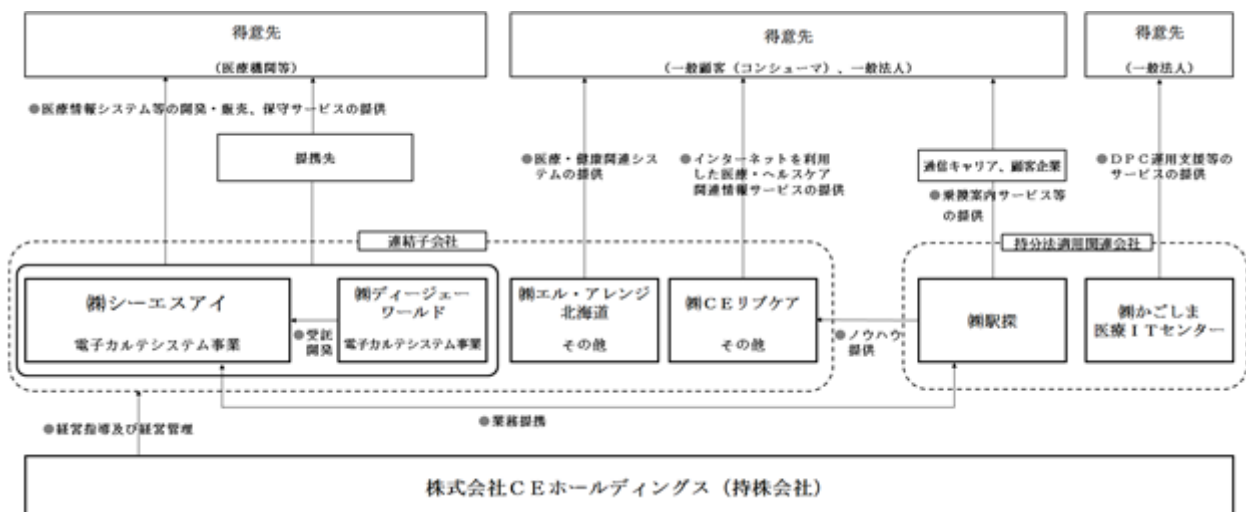 得意先
(医療機関等)
得意先
(一般顧客(コンシューマ)、一般法人)
得意先
(一般法人)
●医療情報システム等の開発・販売、保守サービスの提供
提携先
●医療・健康関連シス
テムの提供
●インターネットを利用
した医療・ヘルスケア
関連情報サービスの提供
通信キャリア、顧客企業
●乗換案内サービス等
の提供
●DPC運用支援等の
サービスの提供
連結子会社
持分法適用関連会社
㈱シーエスアイ
電子カルテシステム事業
●受託
開発
㈱ディージェー
ワールド
電子カルテシステム事業
㈱エル・アレンジ
北海道
その他
㈱CEリブケア
その他
●ノウハウ
提供
㈱駅探
㈱かごしま
医療ITセンター
●業務提携
●経営指導及び経営管理
株式会社CEホールディングス(持株会社)